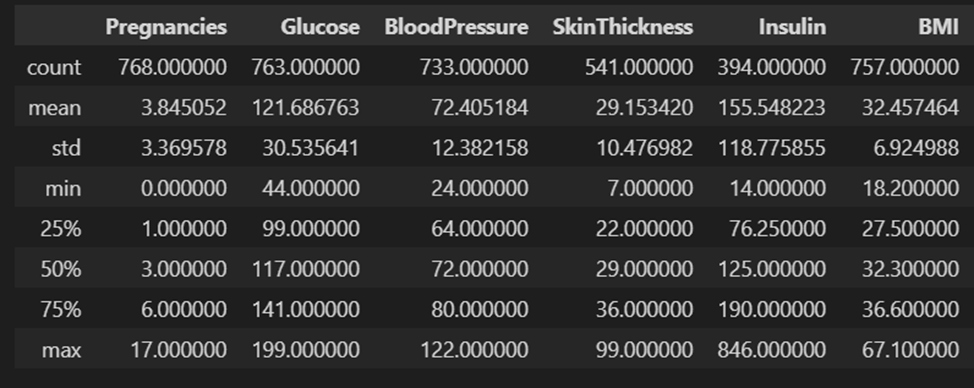 Pregnancies Glucose BloodPressure SkinThickness Insulin BMI
count 768.000000 763.000000 733.000000 541.000000 394.000000 757.000000
mean 3.845052 121.686763 72.405184 29.153420 155.548223 32.457464
std 3.369578 30.535641 12.382158 10.476982 118.775855 6.924988
min 0.000000 44.000000 24.000000 7.000000 14.000000 18.200000
25% 1.000000 99.000000 64.000000 22.000000 76.250000 27.500000
50% 3.000000 117.000000 72.000000 29.000000 125.000000 32.300000
75% 6.000000 141.000000 80.000000 36.000000 190.000000 36.600000
max 17.000000 199.000000 122.000000 99.000000 846.000000 67.100000